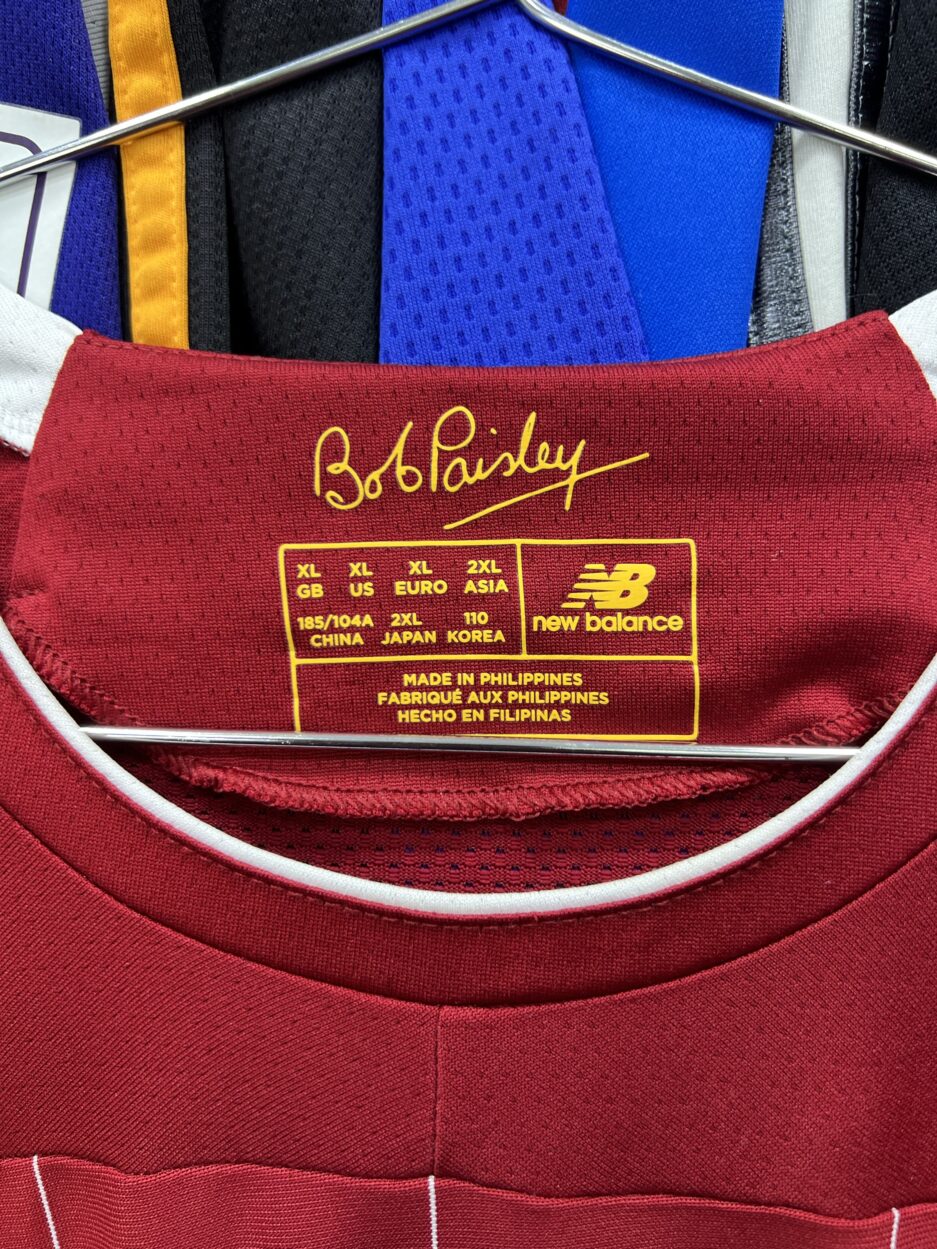 Bob Paisley
XL XL XL 2XL
GB US EURO ASIA
185/104A 2XL 110
CHINA JAPAN KOREA
NB
new balance
MADE IN PHILIPPINES
FABRIQUÉ AUX PHILIPPINES
HECHO EN FILIPINAS